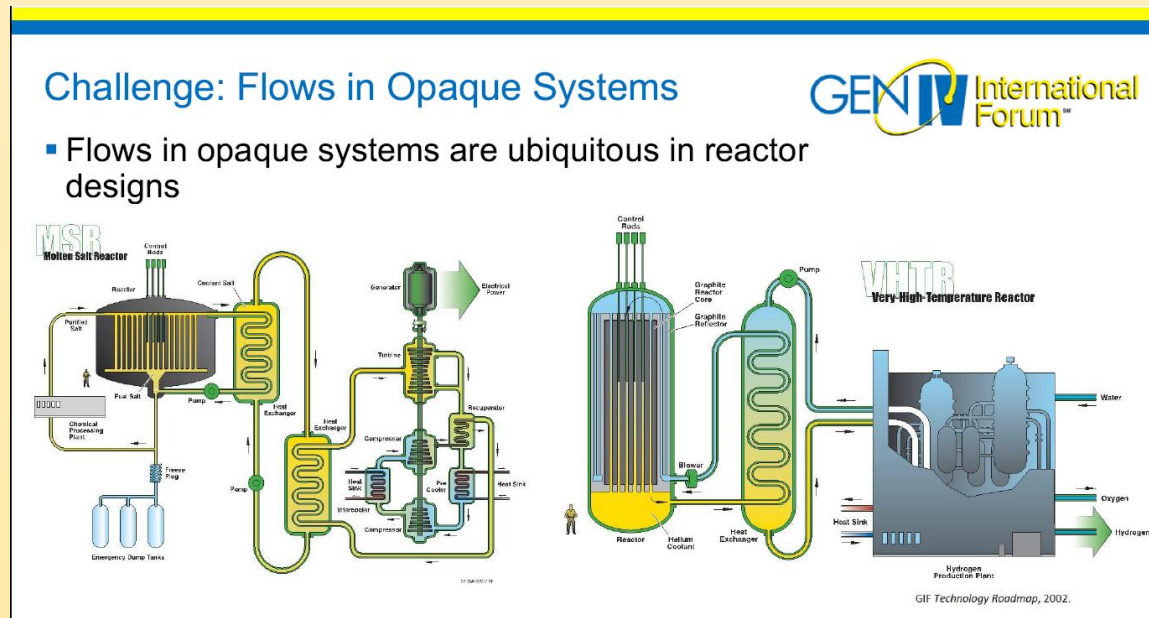 Challenge: Flows in Opaque Systems
GEN IV International
Forum℠
▪ Flows in opaque systems are ubiquitous in reactor
designs
MSR
Molten Salt Reactor
Control
Rods
Reactor
Coolant Salt
Purified
Salt
Fuel Salt
Pump
Heat
Exchanger
Chemical
Processing
Plant
Freeze
Plug
Emergency Dump Tanks
Pump
Heat
Exchanger
Generator
Electrical
Power
Turbine
Recuperator
Compressor
Heat
Sink
Pre
Cooler
Heat Sink
Intercooler
Compressor
Control
Rods
Graphite
Reactor
Core
Graphite
Reflector
Pump
VHTR
Very-High-Temperature Reactor
Blower
Reactor
Helium
Coolant
Heat
Exchanger
Water
Oxygen
Heat Sink
Hydrogen
Hydrogen
Production Plant
GIF Technology Roadmap, 2002.